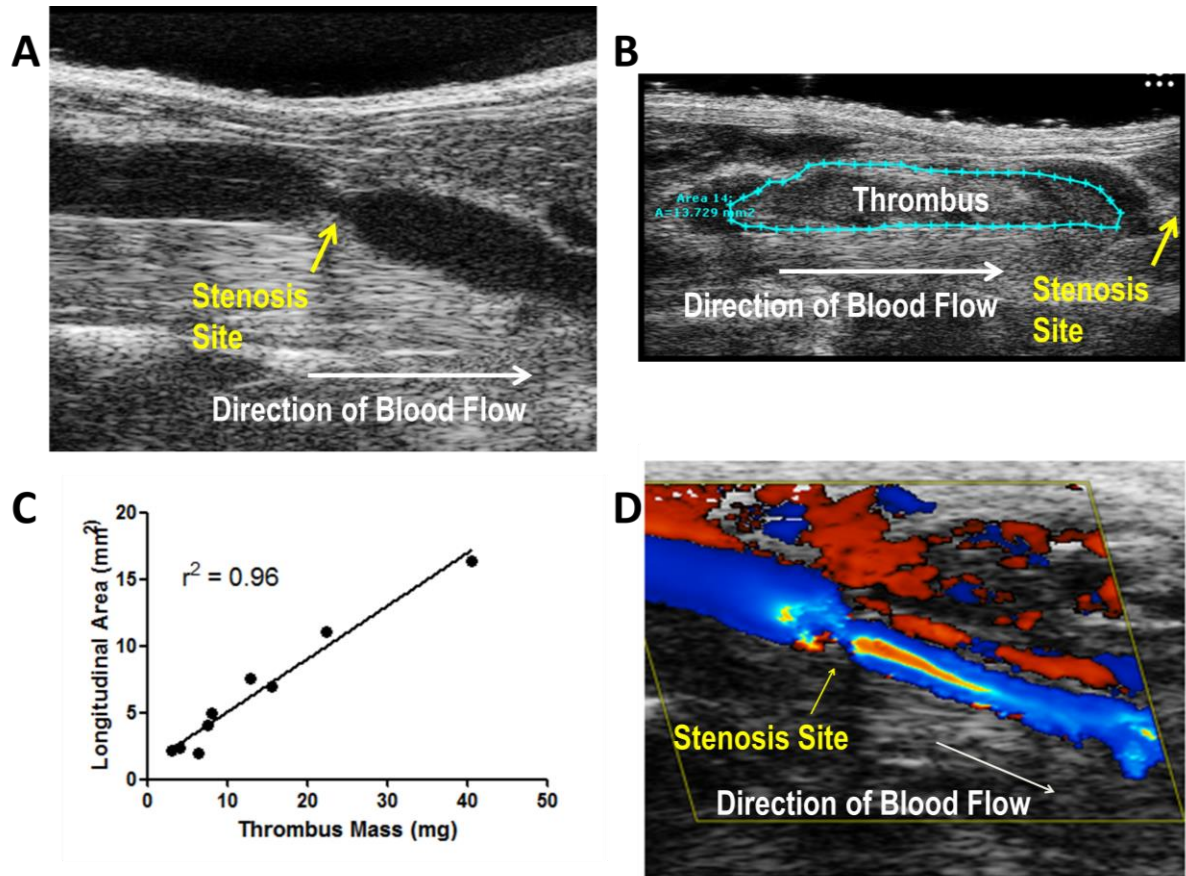 A
Stenosis
Site
Direction of Blood Flow
B
Area 14:
A=13.729 mm2
Thrombus
Direction of Blood Flow
Stenosis
Site
C
20
15
10
5
0
r² = 0.96
Longitudinal Area (mm²)
0 10 20 30 40 50
Thrombus Mass (mg)
D
Stenosis Site
Direction of Blood Flow